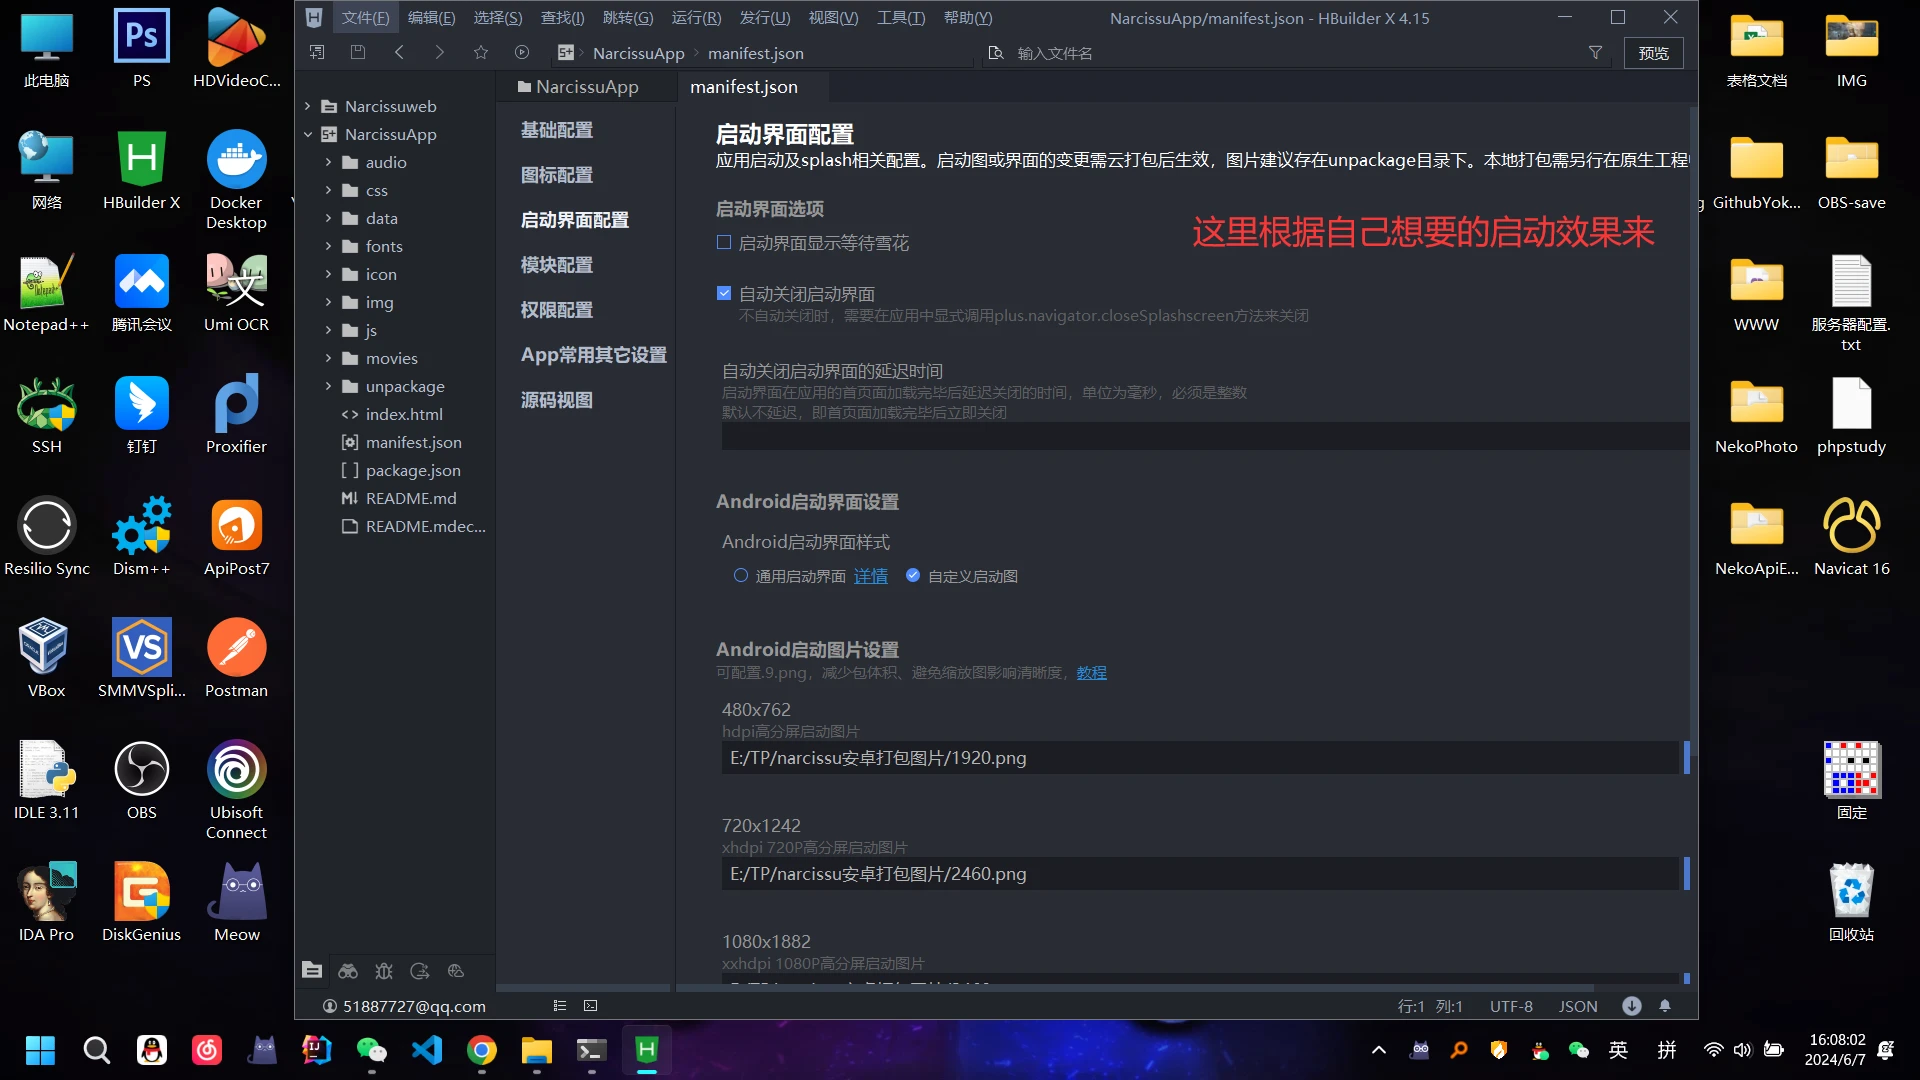 文件(F) 编辑(E) 选择(S) 查找(I) 跳转(G) 运行(R) 发行(U) 视图(V) 工具(T) 帮助(Y)
NarcissuApp/manifest.json - HBuilder X 4.15
NarcissuApp manifest.json
输入文件名
预览
Narcissuweb
NarcissuApp
audio
css
data
fonts
icon
img
js
movies
unpackage
index.html
manifest.json
package.json
README.md
README.mdec...
51887727@qq.com
NarcissuApp
manifest.json
基础配置
图标配置
启动界面配置
模块配置
权限配置
App常用其它设置
源码视图
启动界面配置
应用启动及splash相关配置。启动图或界面的变更需云打包后生效，图片建议存在unpackage目录下。本地打包需另行在原生工程
启动界面选项
这里根据自己想要的启动效果来
启动界面显示等待雪花
自动关闭启动界面
不自动关闭时，需要在应用中显式调用plus.navigator.closeSplashscreen方法来关闭
自动关闭启动界面的延迟时间
启动界面在应用的首页面加载完毕后延迟关闭的时间，单位为毫秒，必须是整数
默认不延迟，即首页面加载完毕后立即关闭
Android启动界面设置
Android启动界面样式
通用启动界面 详情 自定义启动图
Android启动图片设置
可配置.9.png，减少包体积、避免缩放图影响清晰度，教程
480x762
hdpi高分屏启动图片
E:/TP/narcissu安卓打包图片/1920.png
720x1242
xhdpi 720P高分屏启动图片
E:/TP/narcissu安卓打包图片/2460.png
1080x1882
xxhdpi 1080P高分屏启动图片
行:1 列:1 UTF-8 JSON
此电脑
PS
HDVideoC...
网络
HBuilder X
Docker
Desktop
Notepad++
腾讯会议
Umi OCR
SSH
钉钉
Proxifier
Resilio Sync
Dism++
ApiPost7
VBox
SMMVSpli...
Postman
IDLE 3.11
OBS
Ubisoft
Connect
IDA Pro
DiskGenius
Meow
表格文档
IMG
g
GithubYok...
OBS-save
WWW
服务器配置.
txt
NekoPhoto
phpstudy
NekoApiE...
Navicat 16
固定
回收站
英
拼
16:08:02
2024/6/7